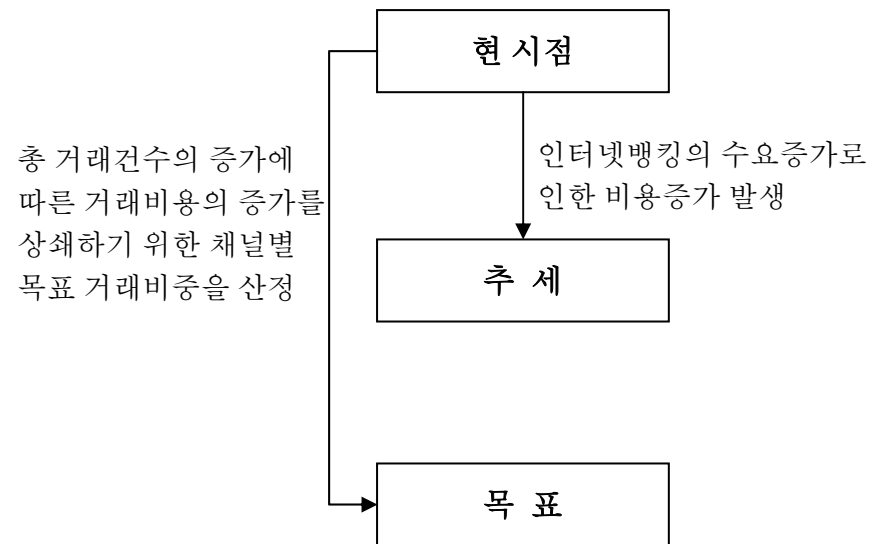 현 시점
총 거래건수의 증가에
따른 거래비용의 증가를
상쇄하기 위한 채널별
목표 거래비중을 산정
인터넷뱅킹의 수요증가로
인한 비용증가 발생
추 세
목 표